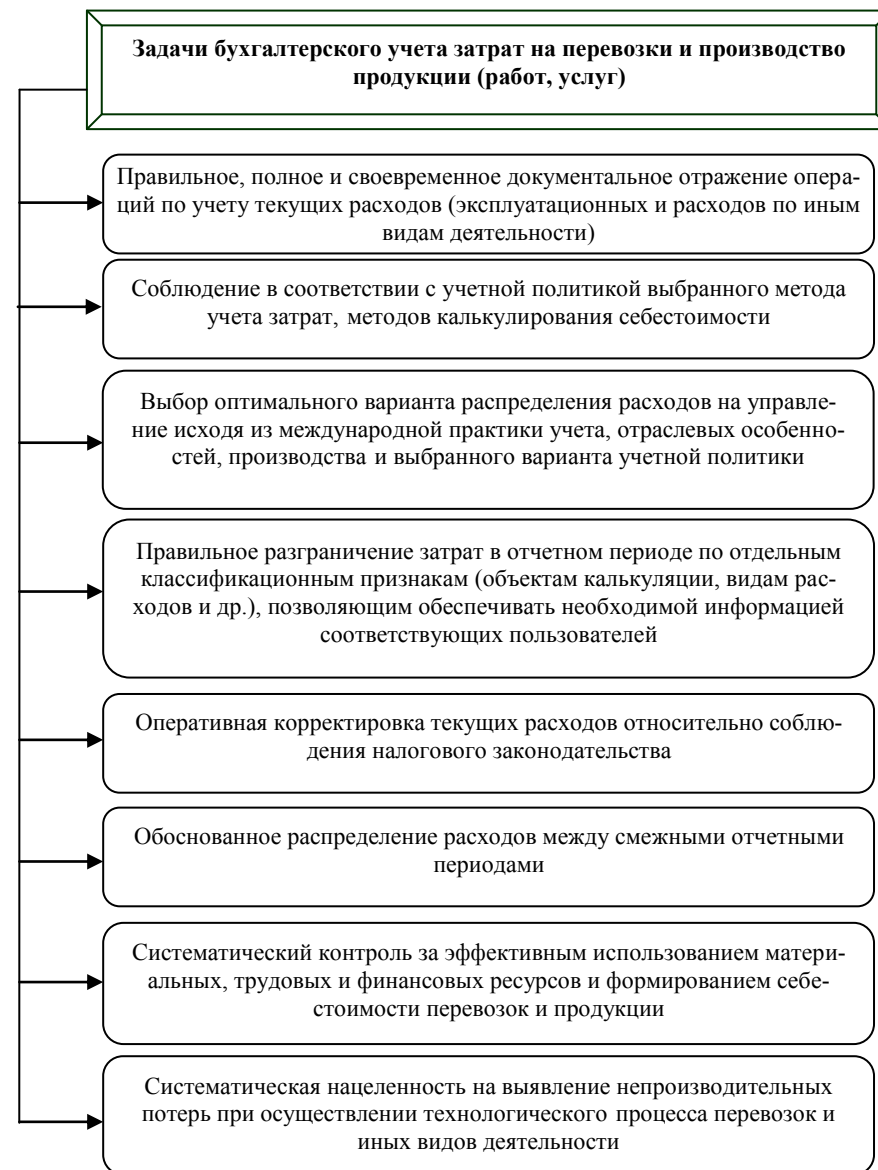 Задачи бухгалтерского учета затрат на перевозки и производство
продукции (работ, услуг)
Правильное, полное и своевременное документальное отражение опера-
ций по учету текущих расходов (эксплуатационных и расходов по иным
видам деятельности)
Соблюдение в соответствии с учетной политикой выбранного метода
учета затрат, методов калькулирования себестоимости
Выбор оптимального варианта распределения расходов на управле-
ние исходя из международной практики учета, отраслевых особенно-
стей, производства и выбранного варианта учетной политики
Правильное разграничение затрат в отчетном периоде по отдельным
классификационным признакам (объектам калькуляции, видам рас-
ходов и др.), позволяющим обеспечивать необходимой информацией
соответствующих пользователей
Оперативная корректировка текущих расходов относительно соблю-
дения налогового законодательства
Обоснованное распределение расходов между смежными отчетными
периодами
Систематический контроль за эффективным использованием матери-
альных, трудовых и финансовых ресурсов и формированием себе-
стоимости перевозок и продукции
Систематическая нацеленность на выявление непроизводительных
потерь при осуществлении технологического процесса перевозок и
иных видов деятельности